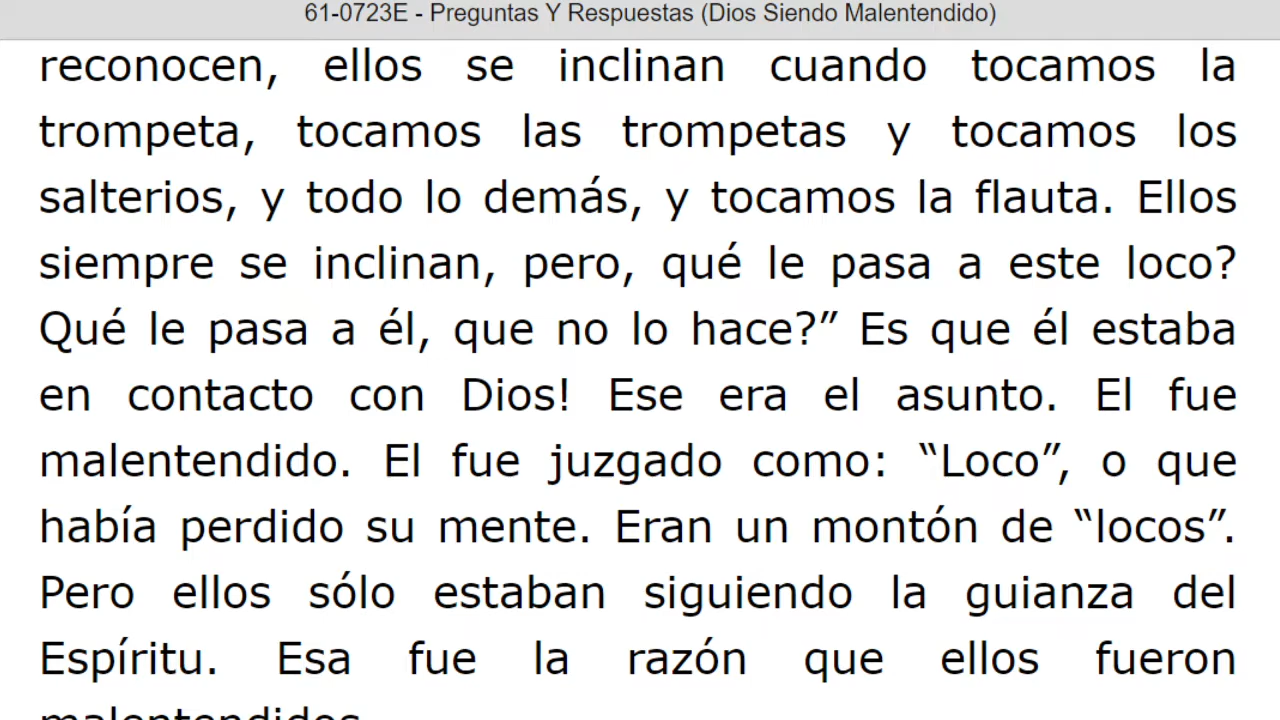 61-0723E - Preguntas Y Respuestas (Dios Siendo Malentendido)
reconocen, ellos se inclinan cuando tocamos la
trompeta, tocamos las trompetas y tocamos los
salterios, y todo lo demás, y tocamos la flauta. Ellos
siempre se inclinan, pero, qué le pasa a este loco?
Qué le pasa a él, que no lo hace?” Es que él estaba
en contacto con Dios! Ese era el asunto. El fue
malentendido. El fue juzgado como: “Loco”, o que
había perdido su mente. Eran un montón de “locos”.
Pero ellos sólo estaban siguiendo la guianza del
Espíritu. Esa fue la razón que ellos fueron
malentendidos.